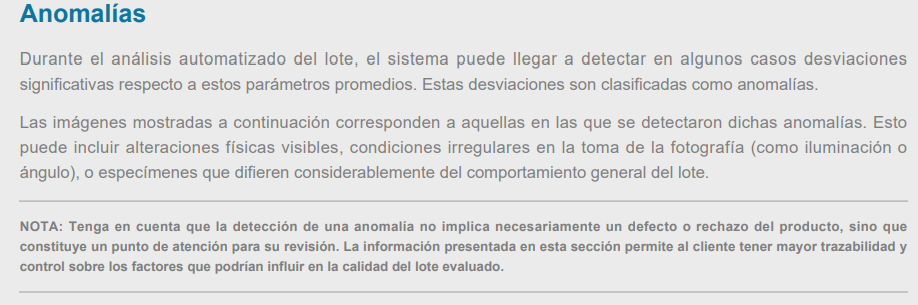 Anomalías
Durante el análisis automatizado del lote, el sistema puede llegar a detectar en algunos casos desviaciones
significativas respecto a estos parámetros promedios. Estas desviaciones son clasificadas como anomalías.
Las imágenes mostradas a continuación corresponden a aquellas en las que se detectaron dichas anomalías. Esto
puede incluir alteraciones físicas visibles, condiciones irregulares en la toma de la fotografía (como iluminación o
ángulo), o especímenes que difieren considerablemente del comportamiento general del lote.
NOTA: Tenga en cuenta que la detección de una anomalía no implica necesariamente un defecto o rechazo del producto, sino que
constituye un punto de atención para su revisión. La información presentada en esta sección permite al cliente tener mayor trazabilidad y
control sobre los factores que podrían influir en la calidad del lote evaluado.